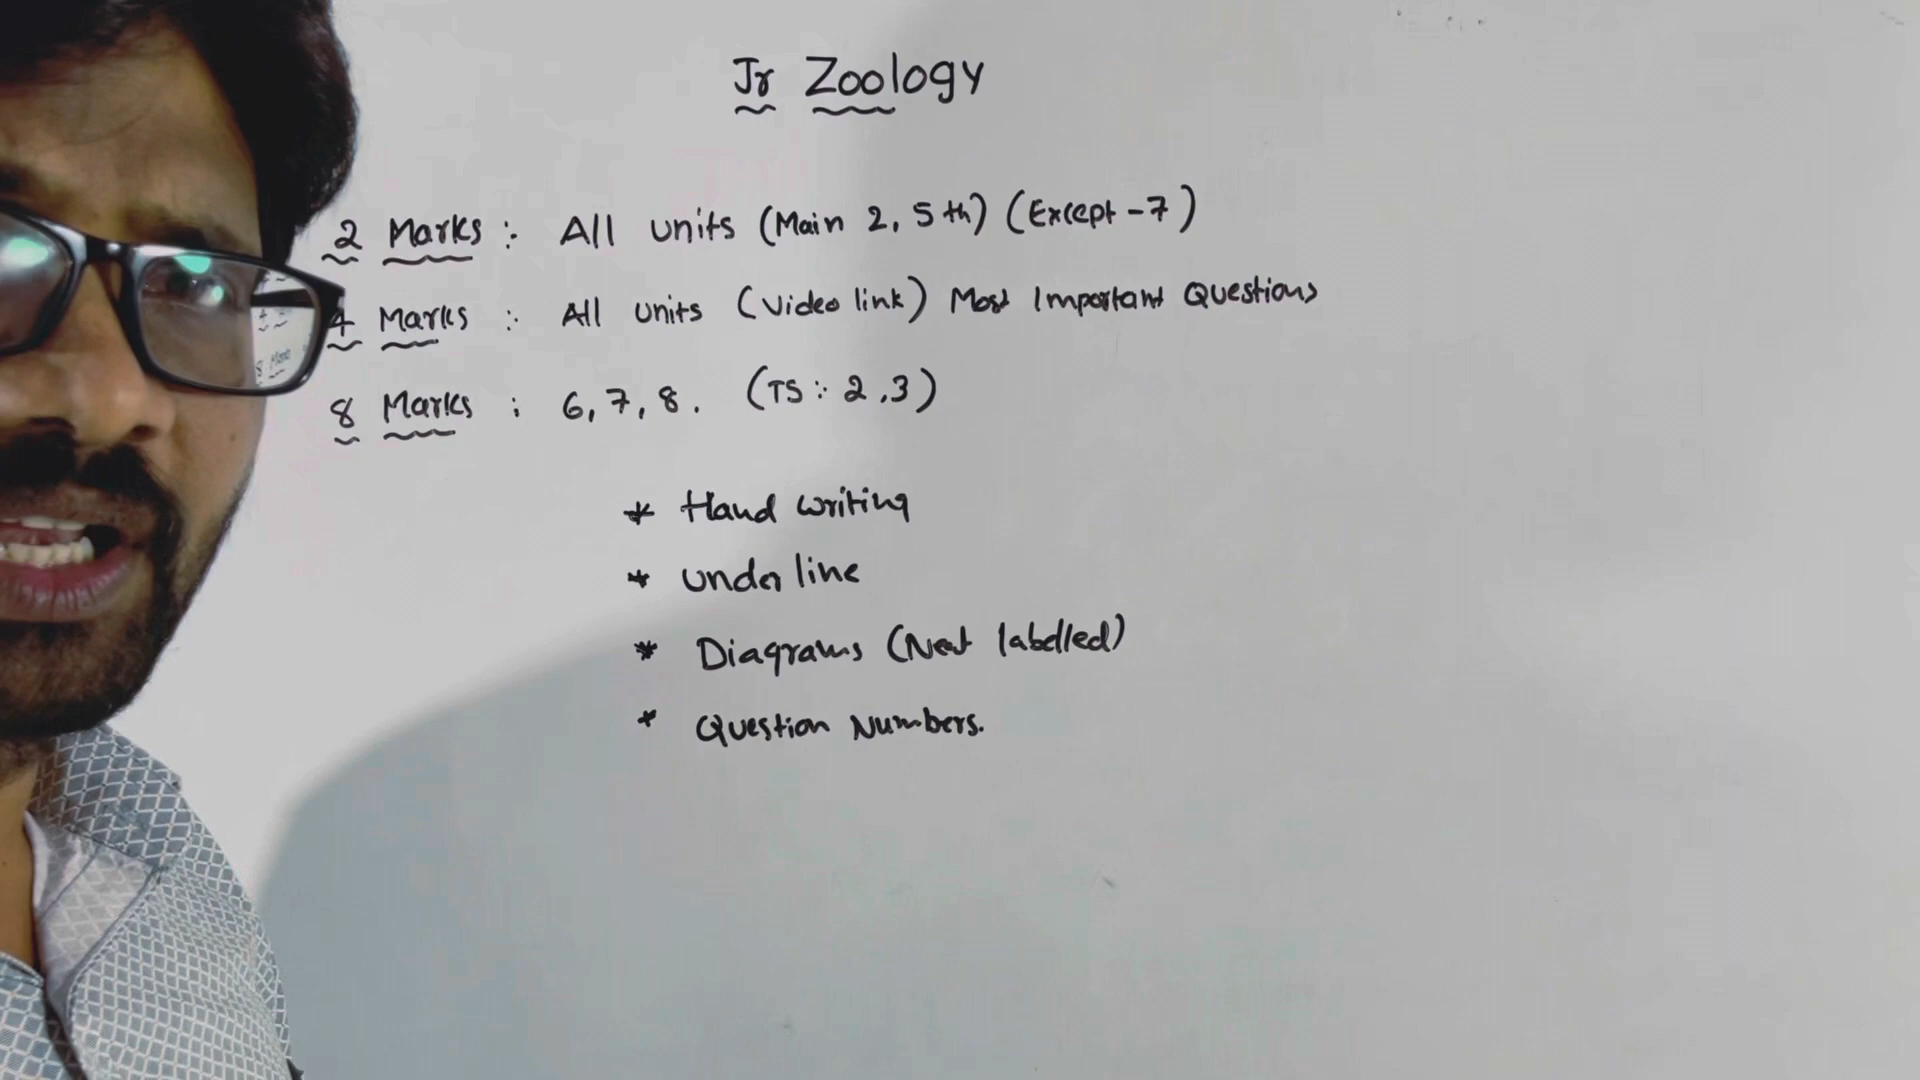 Jr Zoology
2 Marks : All units (Main 2, 5th) (Except - 7)
4 Marks : All units (Video link) Most Important Questions
8 Marks : 6, 7, 8. (TS : 2, 3)
* Hand writing
* underline
* Diagrams (Neat labelled)
* Question Numbers.